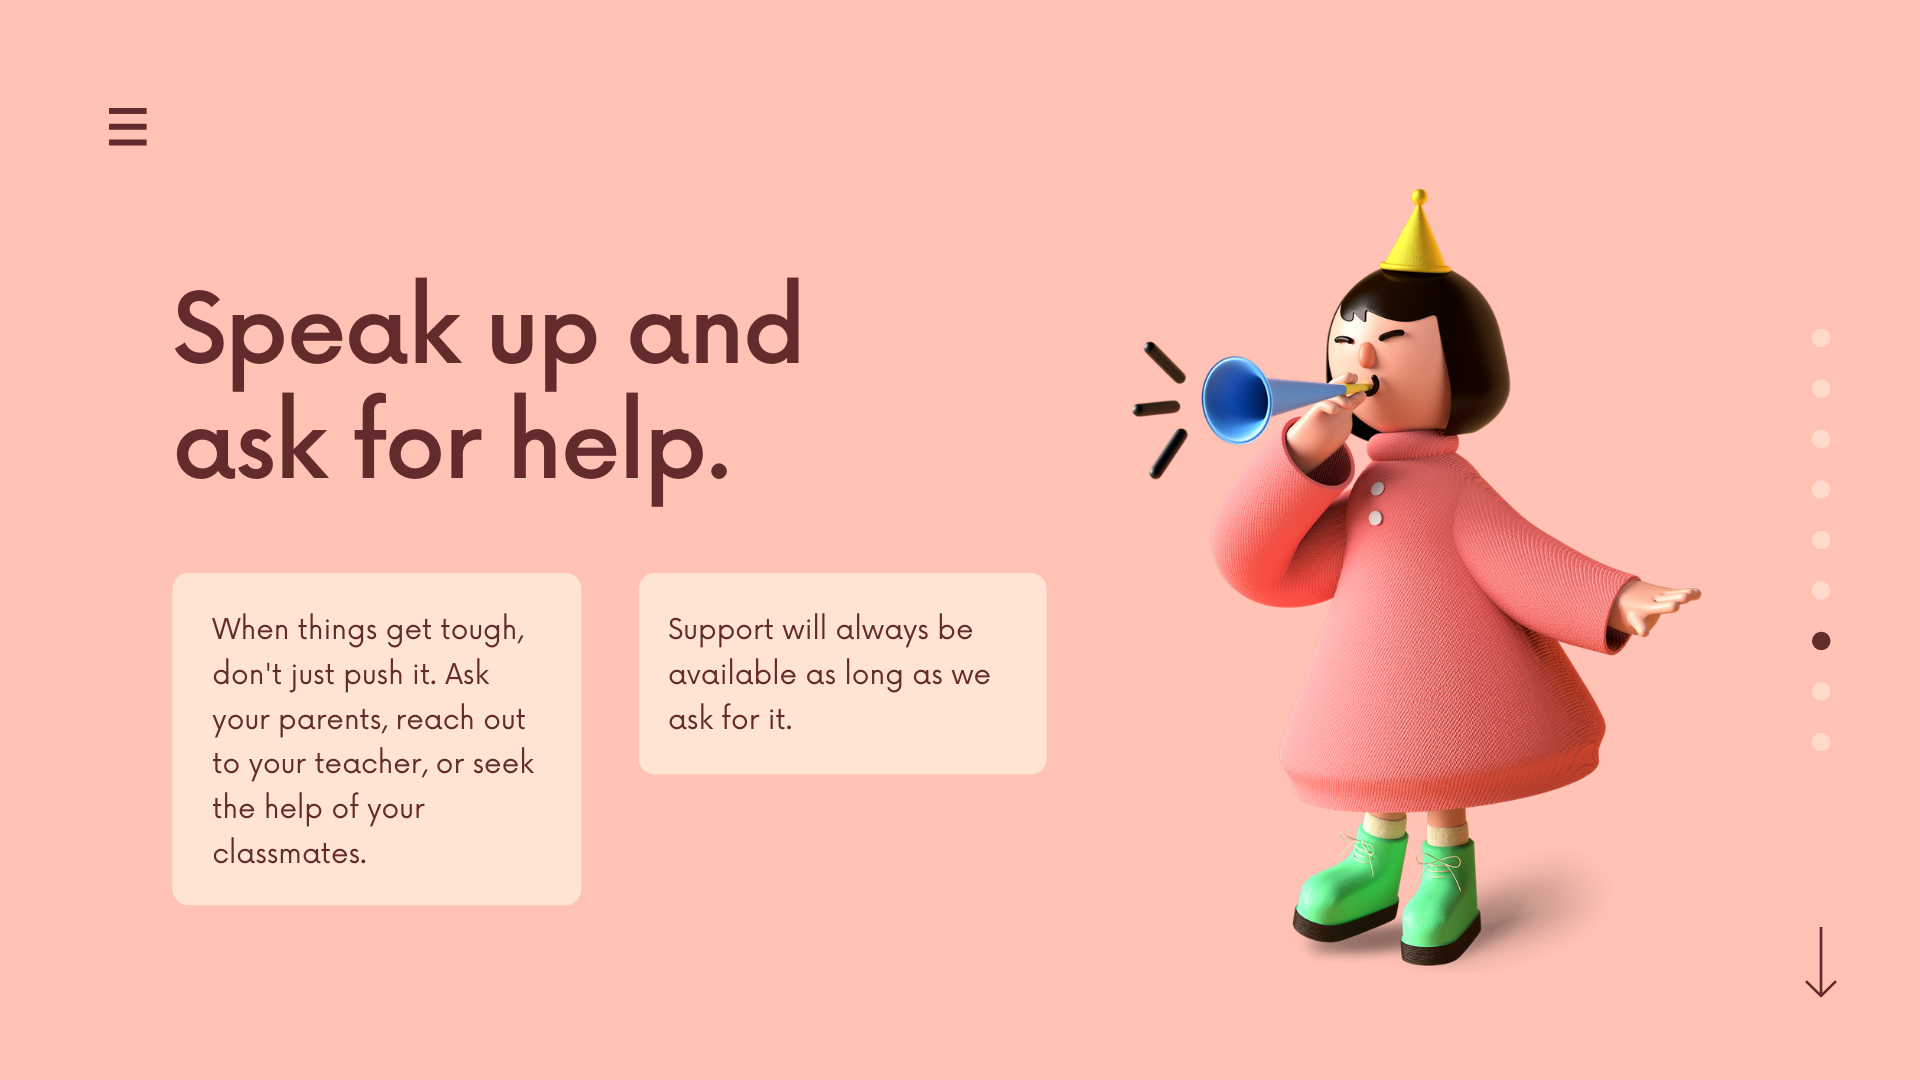 Speak up and
ask for help.
When things get tough,
don't just push it. Ask
your parents, reach out
to your teacher, or seek
the help of your
classmates.
Support will always be
available as long as we
ask for it.